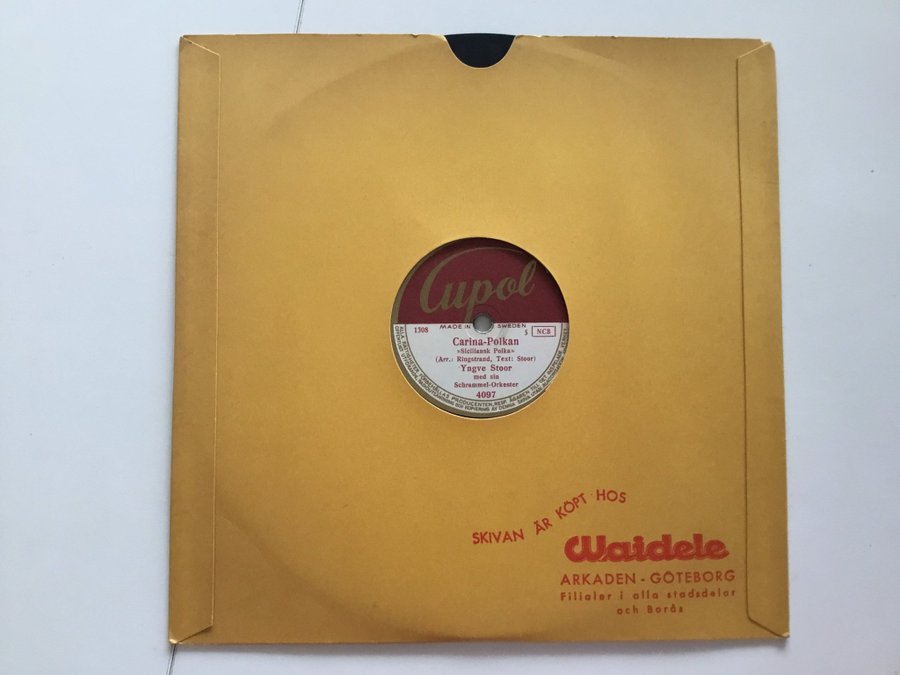 Cupol
MADE IN SWEDEN
1308
S NCB
Carina-Polkan
»Siciliansk Polka»
(Arr.: Ringstrand, Text: Stoor)
Yngve Stoor
med sin
Schrammel-Orkester
4097
SKIVAN ÄR KÖPT HOS
Waidele
ARKADEN - GÖTEBORG
Filialer i alla stadsdelar
och Borås